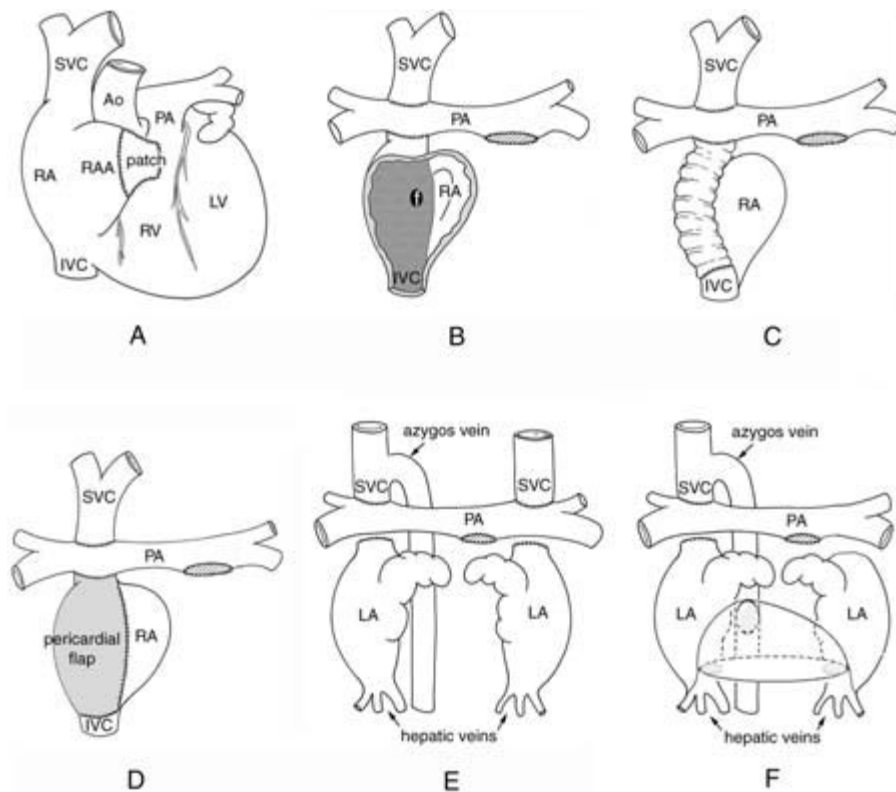 SVC
Ao
PA
RA
RAA
patch
LV
RV
IVC
A
SVC
PA
RA
f
IVC
B
SVC
PA
RA
IVC
C
SVC
PA
pericardial
flap
RA
IVC
D
azygos vein
SVC
SVC
PA
LA
LA
hepatic veins
E
azygos vein
SVC
PA
LA
LA
hepatic veins
F